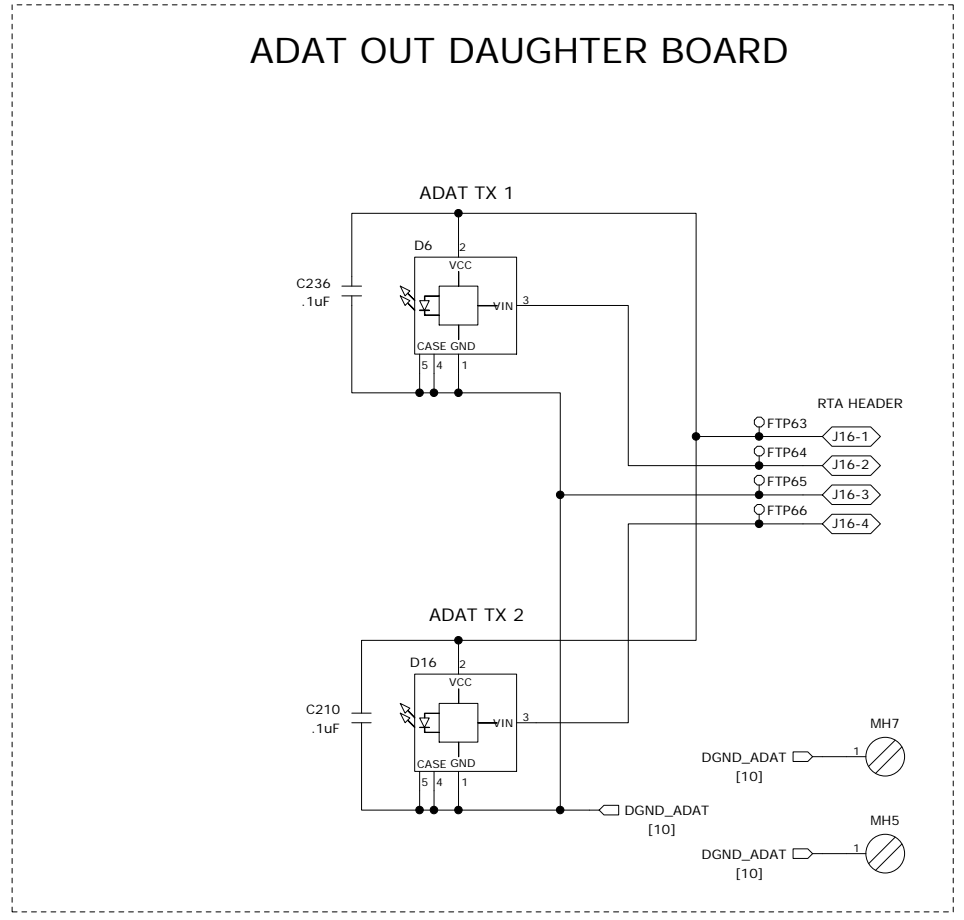 ADAT OUT DAUGHTER BOARD
ADAT TX 1
D6
2
VCC
C236
.1uF
VIN
3
CASE GND
5
4
1
RTA HEADER
FTP63
J16-1
FTP64
J16-2
FTP65
J16-3
FTP66
J16-4
ADAT TX 2
D16
2
VCC
C210
.1uF
VIN
3
CASE GND
5
4
1
DGND_ADAT
[10]
MH7
DGND_ADAT
1
[10]
MH5
DGND_ADAT
1
[10]